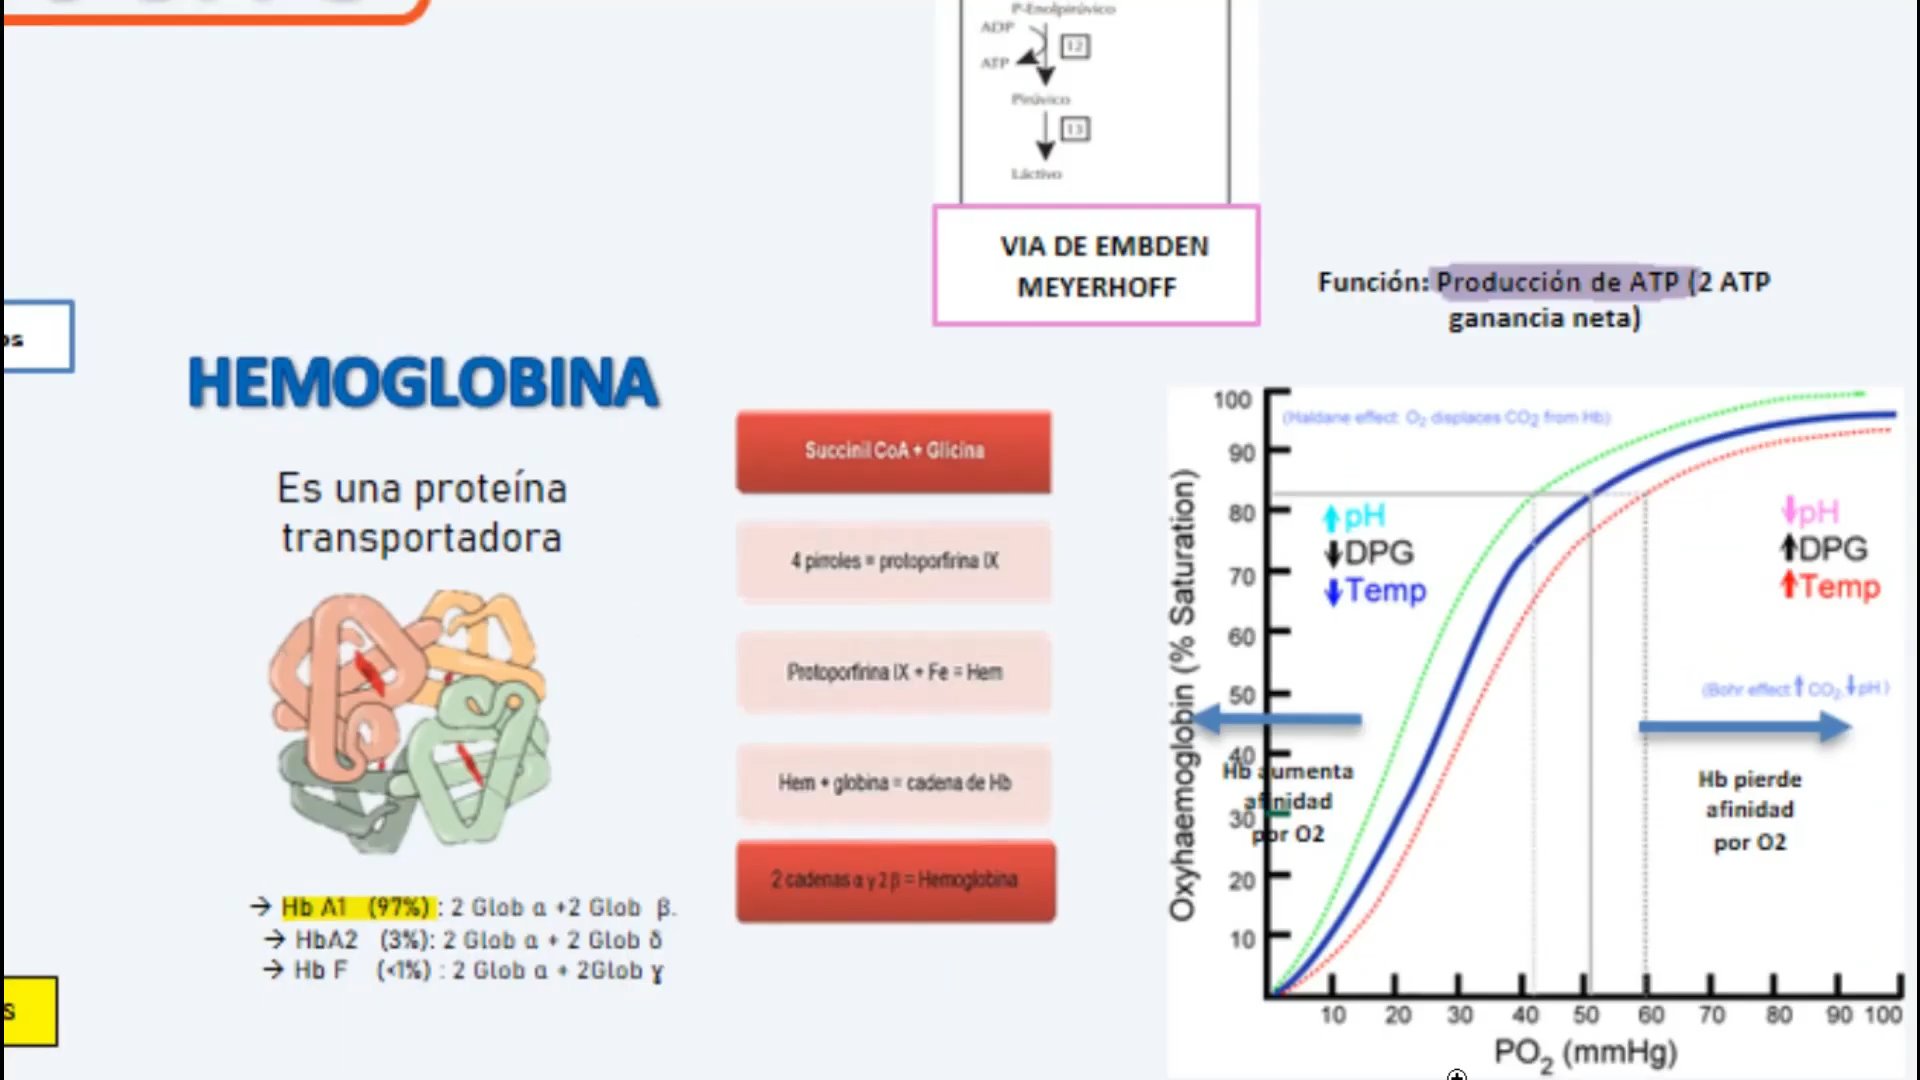 P-Enolpirúvico
ADP
12
ATP
Pirúvico
13
Láctivo
VIA DE EMBDEN
MEYERHOFF
Función: Producción de ATP (2 ATP
ganancia neta)
os
HEMOGLOBINA
Es una proteína
transportadora
→ Hb A1 (97%) : 2 Glob α +2 Glob β.
→ HbA2 (3%): 2 Glob α + 2 Glob δ
→ Hb F (<1%) : 2 Glob α + 2Glob γ
s
Succinil CoA + Glicina
4 pirroles = protoporfirina IX
Protoporfirina IX + Fe = Hem
Hem + globina = cadena de Hb
2 cadenas α y 2 β = Hemoglobina
Oxyhaemoglobin (% Saturation)
100
90
80
70
60
50
40
30
20
10
(Haldane effect: O₂ displaces CO₂ from Hb)
↑pH
↓DPG
↓Temp
↓pH
↑DPG
↑Temp
(Bohr effect ↑ CO₂, ↓pH )
Hb aumenta
afinidad
por O2
Hb pierde
afinidad
por O2
10 20 30 40 50 60 70 80 90 100
PO₂ (mmHg)